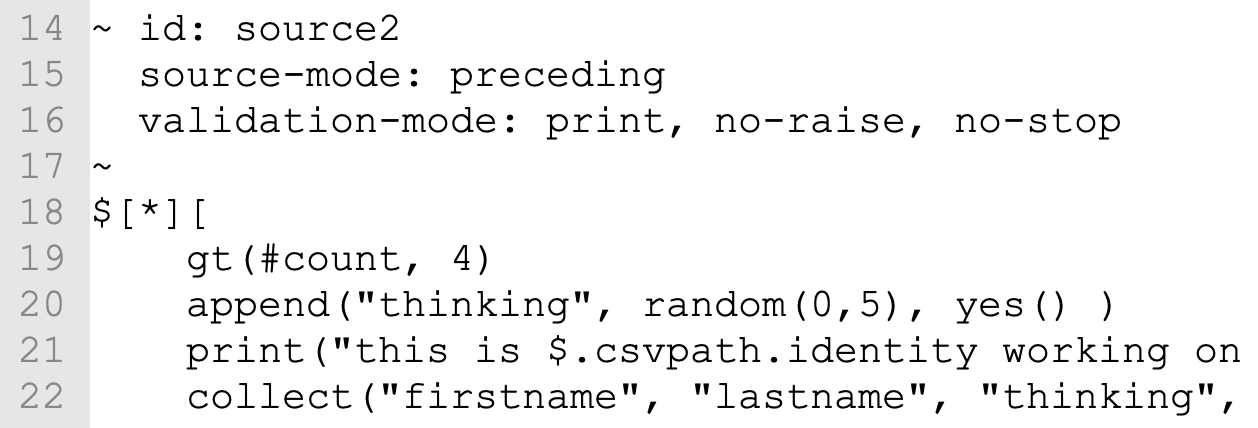 14 ~ id: source2
15   source-mode: preceding
16   validation-mode: print, no-raise, no-stop
17 ~
18 $[*][
19     gt(#count, 4)
20     append("thinking", random(0,5), yes() )
21     print("this is $.csvpath.identity working on
22     collect("firstname", "lastname", "thinking",